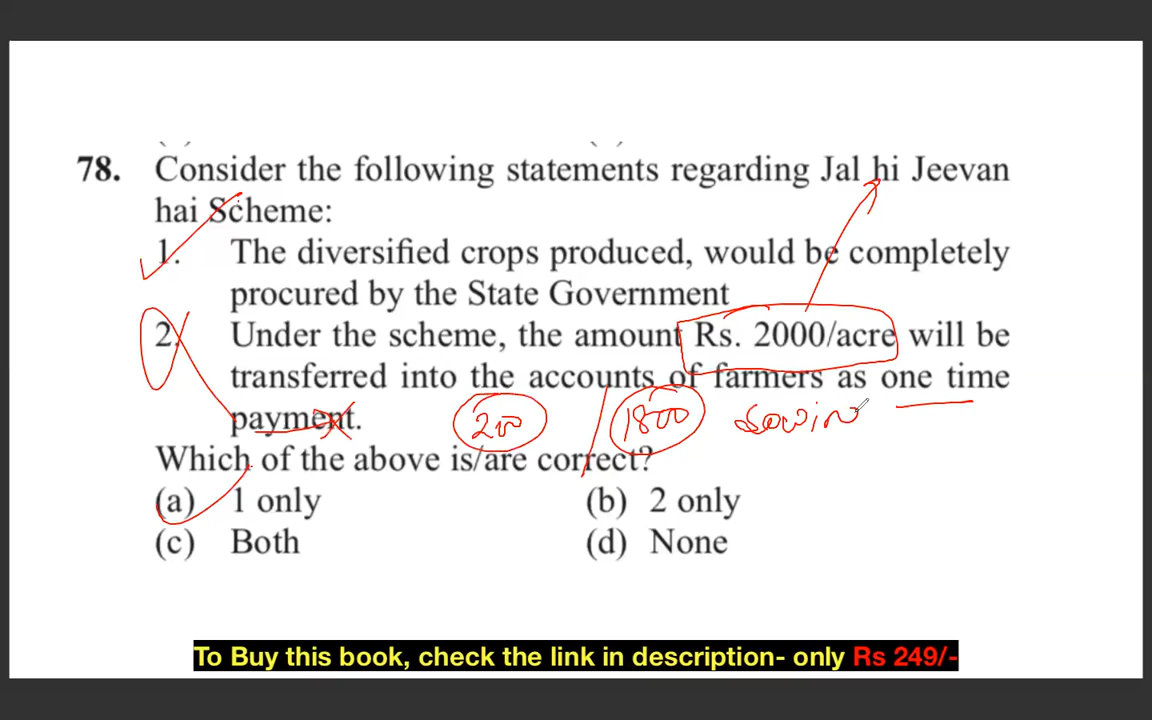 78. Consider the following statements regarding Jal hi Jeevan
hai Scheme:
1. The diversified crops produced, would be completely
procured by the State Government
2. Under the scheme, the amount Rs. 2000/acre will be
transferred into the accounts of farmers as one time
payment.
200 / 1800 sowin
Which of the above is/are correct?
(a) 1 only (b) 2 only
(c) Both (d) None
To Buy this book, check the link in description- only Rs 249/-